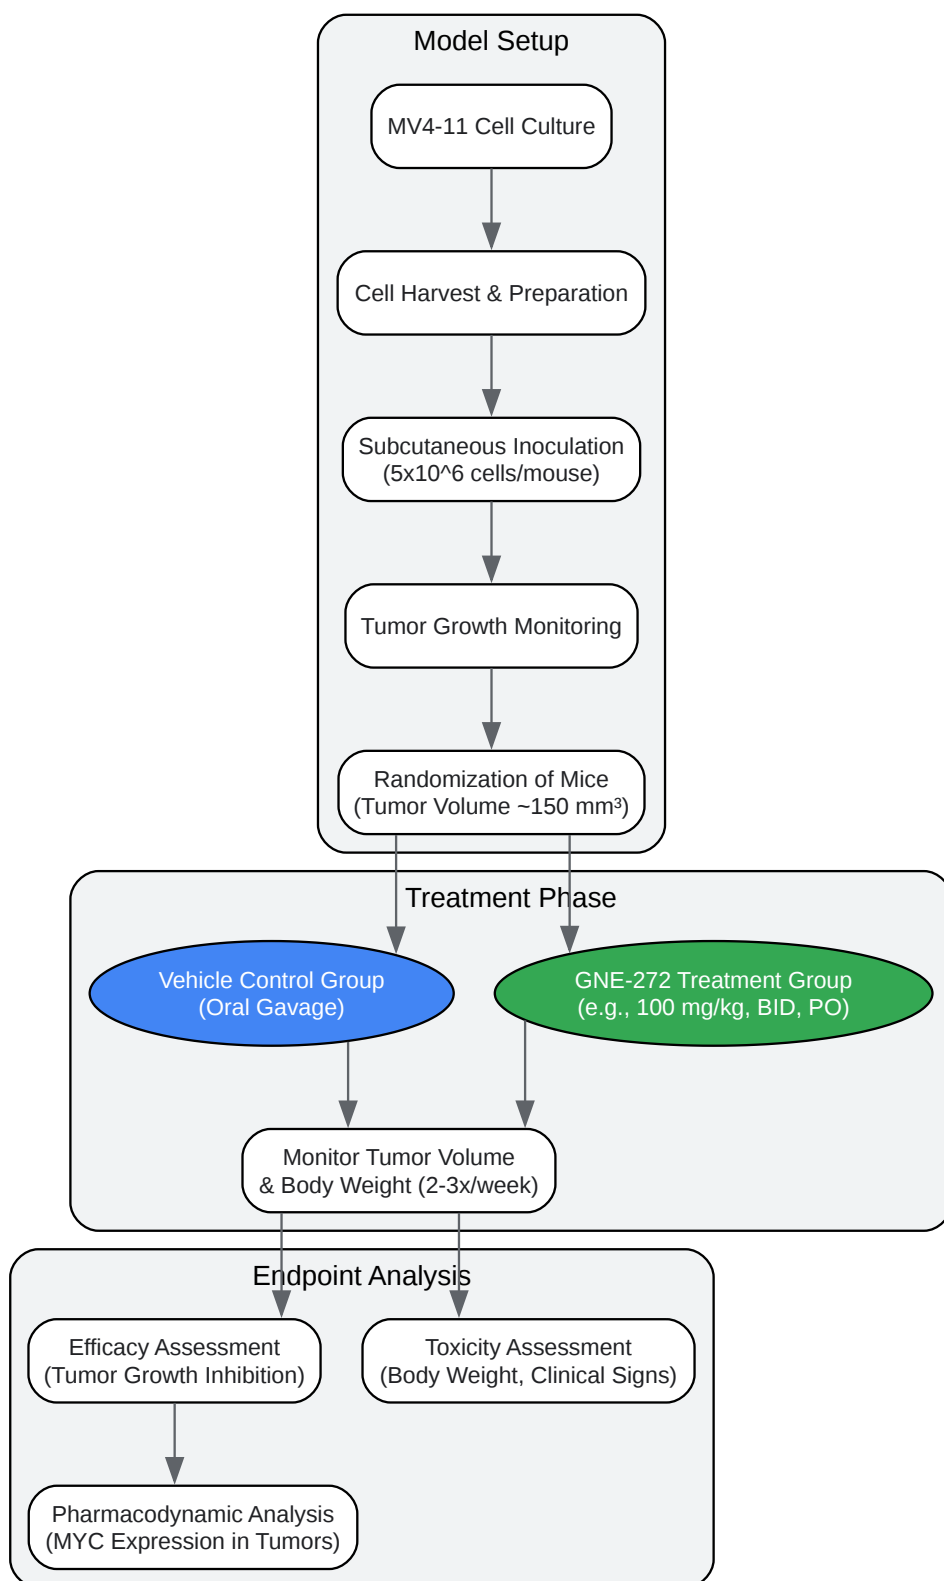 Model Setup
MV4-11 Cell Culture
Cell Harvest & Preparation
Subcutaneous Inoculation
(5x10^6 cells/mouse)
Tumor Growth Monitoring
Randomization of Mice
(Tumor Volume ~150 mm³)
Treatment Phase
Vehicle Control Group
(Oral Gavage)
GNE-272 Treatment Group
(e.g., 100 mg/kg, BID, PO)
Monitor Tumor Volume
& Body Weight (2-3x/week)
Endpoint Analysis
Efficacy Assessment
(Tumor Growth Inhibition)
Toxicity Assessment
(Body Weight, Clinical Signs)
Pharmacodynamic Analysis
(MYC Expression in Tumors)